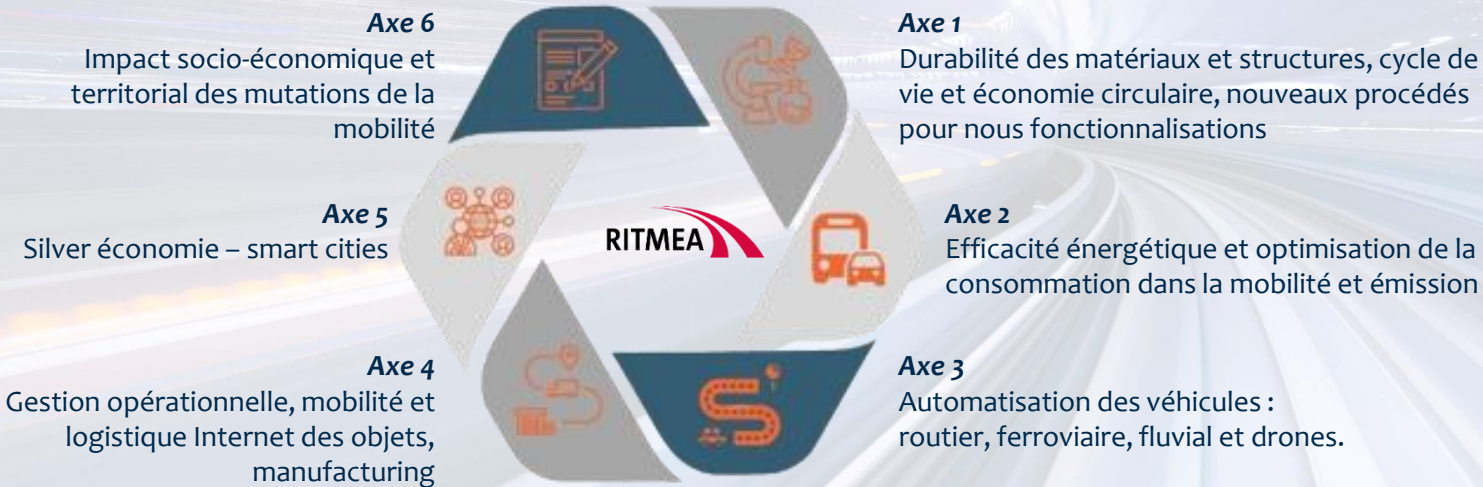 Axe 6
Impact socio-économique et
territorial des mutations de la
mobilité
Axe 1
Durabilité des matériaux et structures, cycle de
vie et économie circulaire, nouveaux procédés
pour nous fonctionnalisations
Axe 5
Silver économie – smart cities
RITMEA
Axe 2
Efficacité énergétique et optimisation de la
consommation dans la mobilité et émission
Axe 4
Gestion opérationnelle, mobilité et
logistique Internet des objets,
manufacturing
Axe 3
Automatisation des véhicules :
routier, ferroviaire, fluvial et drones.